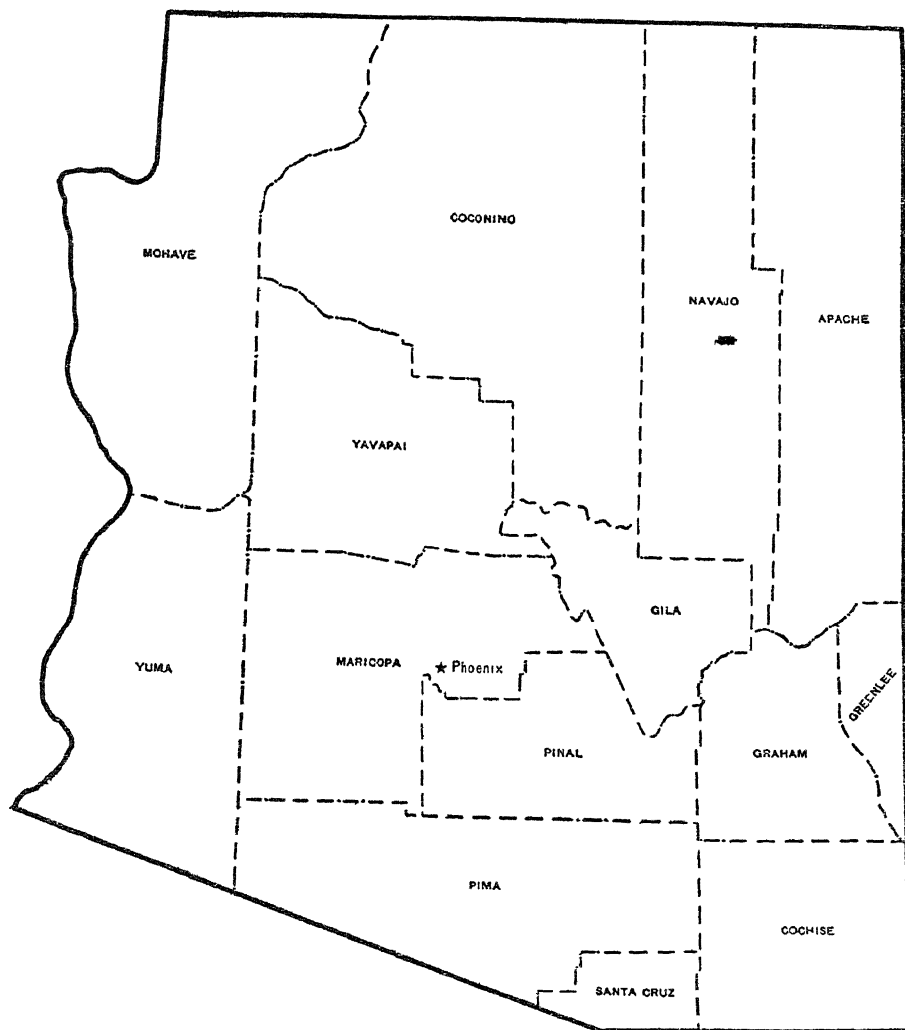 COCONINO
MOHAVE
NAVAJO
APACHE
YAVAPAI
GILA
YUMA
MARICOPA
★ Phoenix
GREENLEE
PINAL
GRAHAM
PIMA
COCHISE
SANTA CRUZ